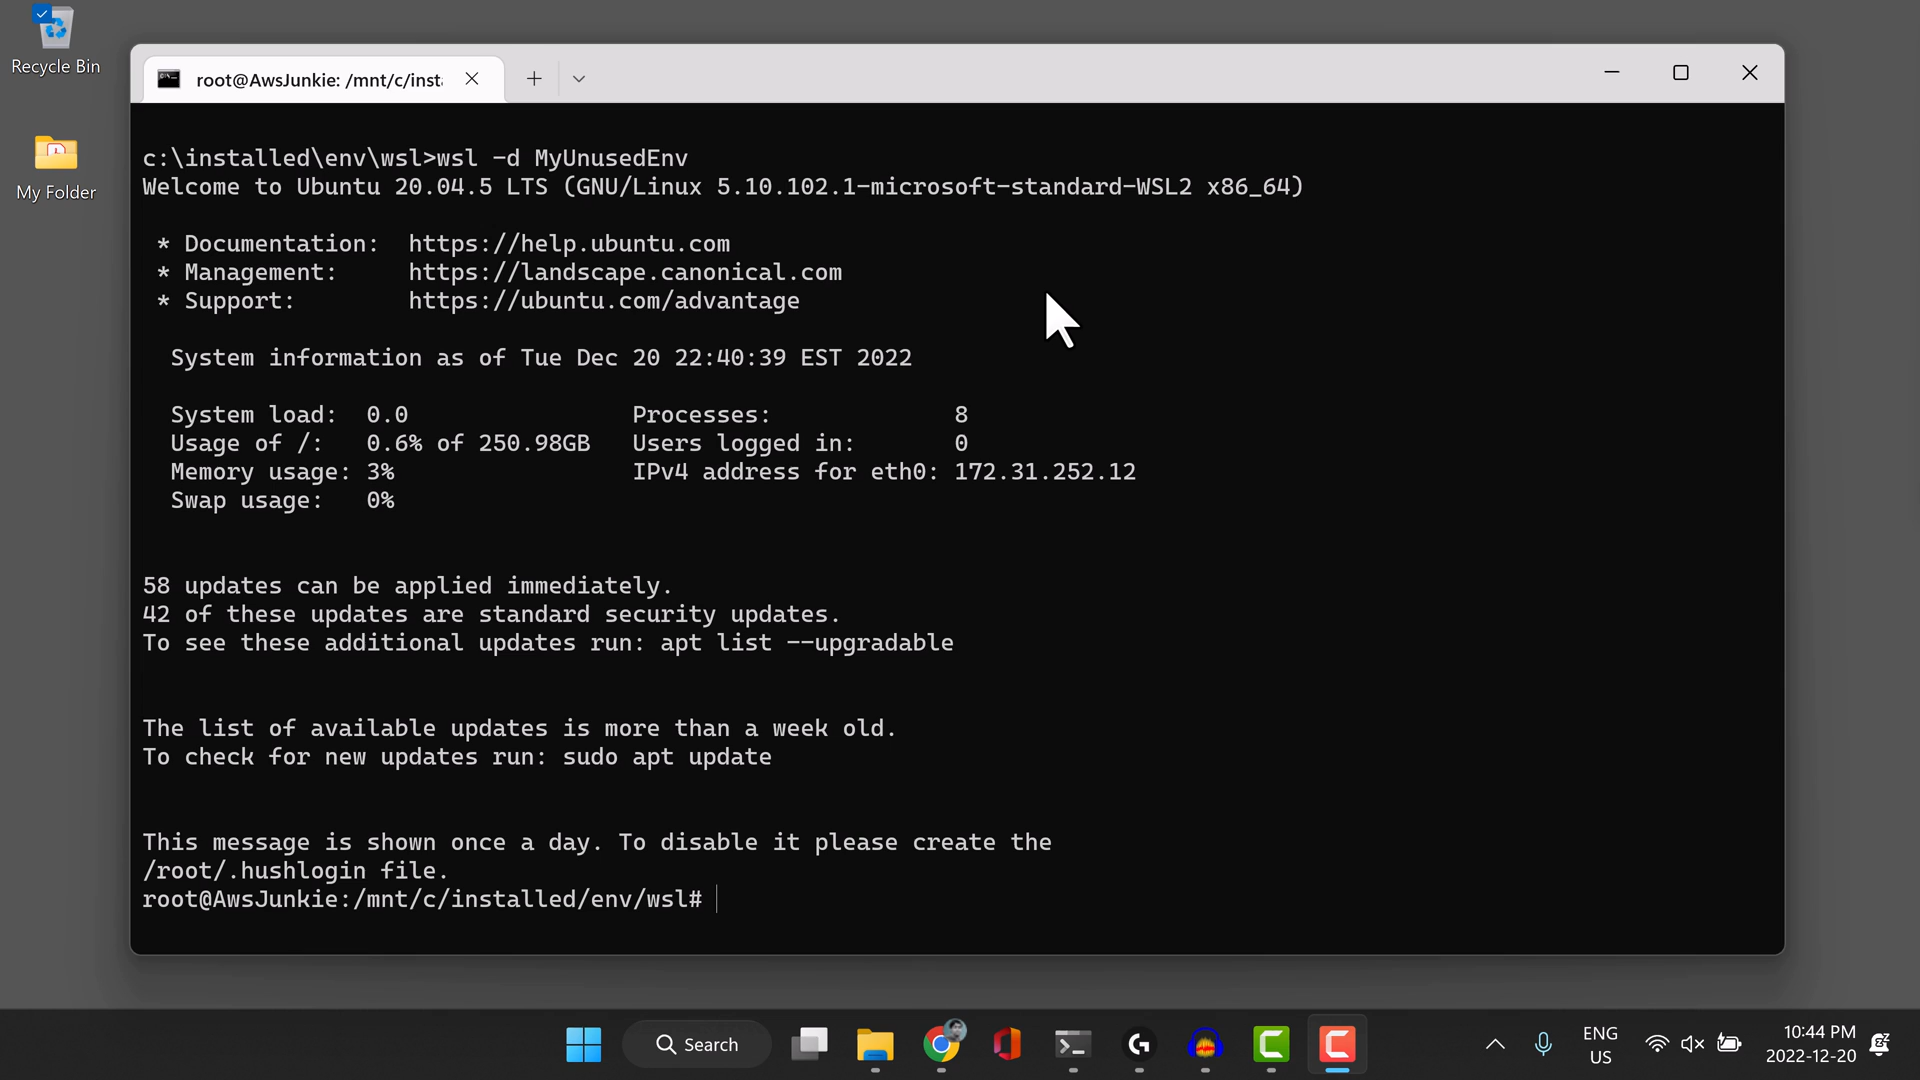 Recycle Bin
My Folder
root@AwsJunkie: /mnt/c/inst
c:\installed\env\wsl>wsl -d MyUnusedEnv
Welcome to Ubuntu 20.04.5 LTS (GNU/Linux 5.10.102.1-microsoft-standard-WSL2 x86_64)
* Documentation:  https://help.ubuntu.com
* Management:     https://landscape.canonical.com
* Support:        https://ubuntu.com/advantage
System information as of Tue Dec 20 22:40:39 EST 2022
System load:  0.0                Processes:             8
Usage of /:   0.6% of 250.98GB   Users logged in:       0
Memory usage: 3%                 IPv4 address for eth0: 172.31.252.12
Swap usage:   0%
58 updates can be applied immediately.
42 of these updates are standard security updates.
To see these additional updates run: apt list --upgradable
The list of available updates is more than a week old.
To check for new updates run: sudo apt update
This message is shown once a day. To disable it please create the
/root/.hushlogin file.
root@AwsJunkie:/mnt/c/installed/env/wsl#
Search
ENG
US
10:44 PM
2022-12-20